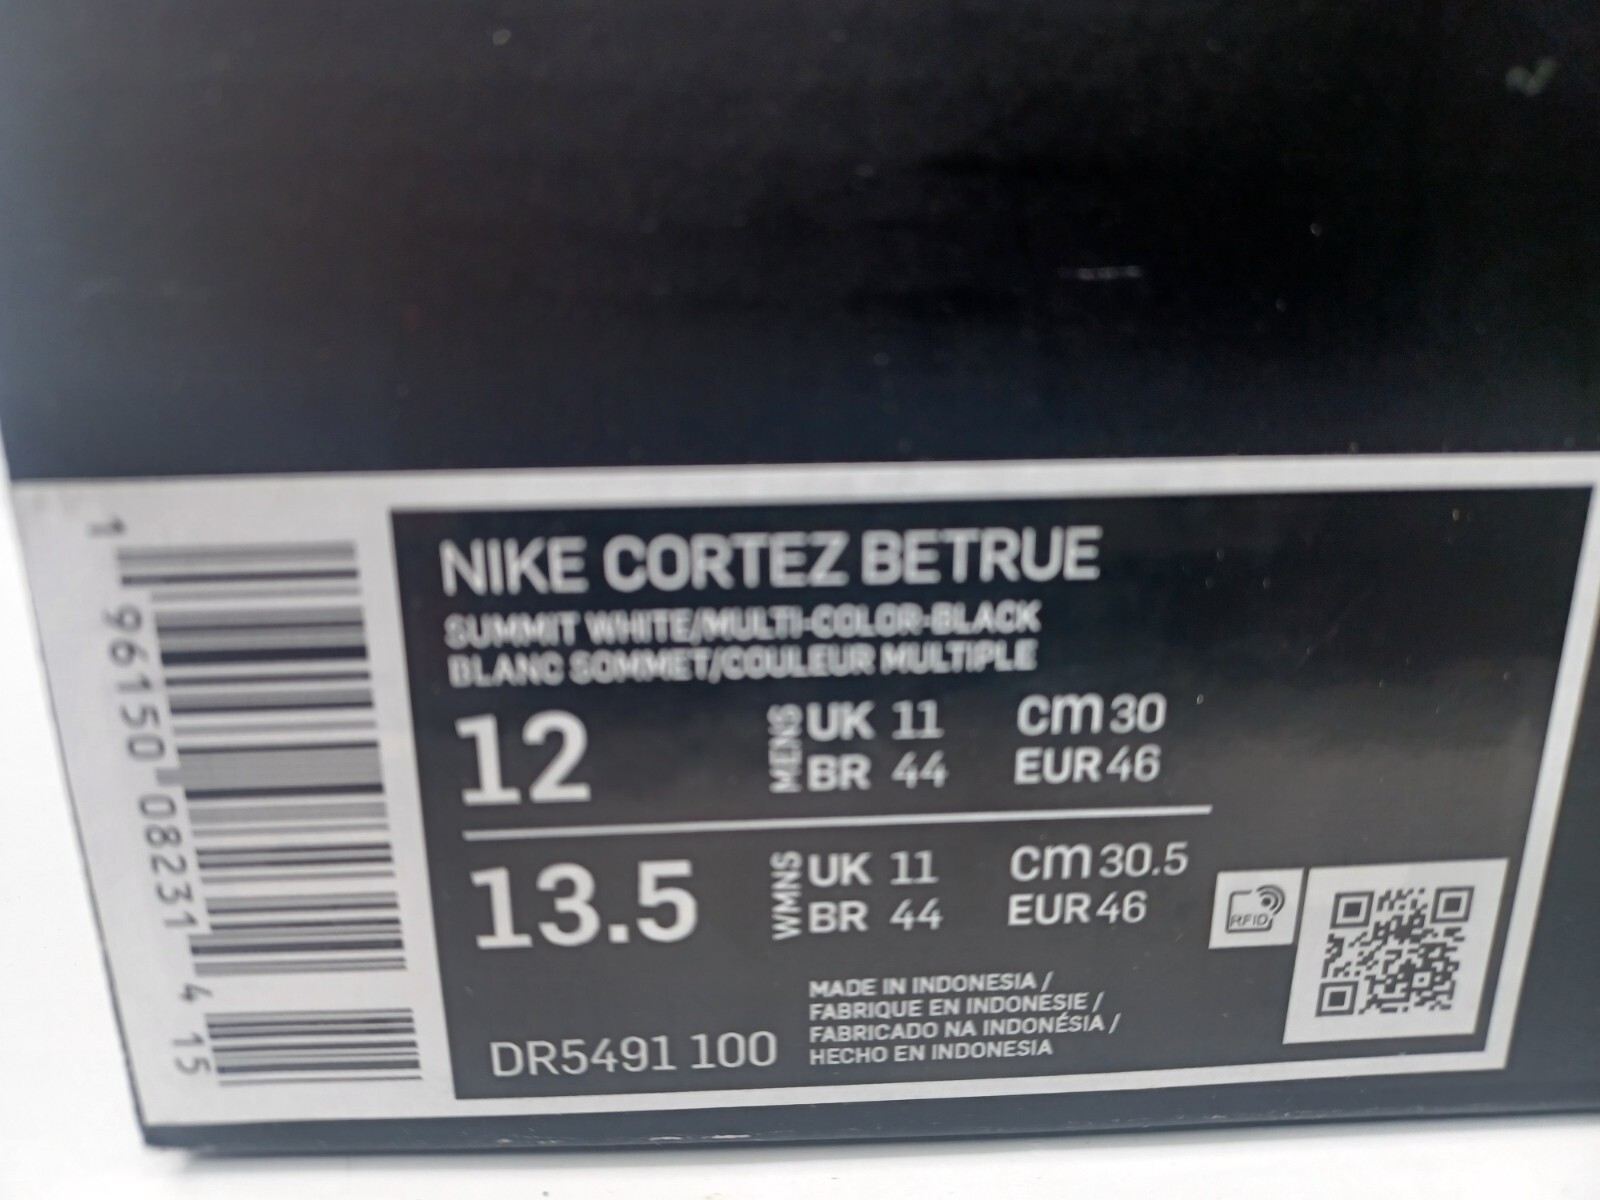 NIKE CORTEZ BETRUE
SUMMIT WHITE/MULTI-COLOR-BLACK
BLANC SOMMET/COULEUR MULTIPLE
12 MENS UK 11 cm 30
BR 44 EUR 46
13.5 WMNS UK 11 cm 30.5
BR 44 EUR 46
RFID
MADE IN INDONESIA /
FABRIQUE EN INDONESIE /
FABRICADO NA INDONÉSIA /
HECHO EN INDONESIA
DR5491 100
1 96150 08231 4 15